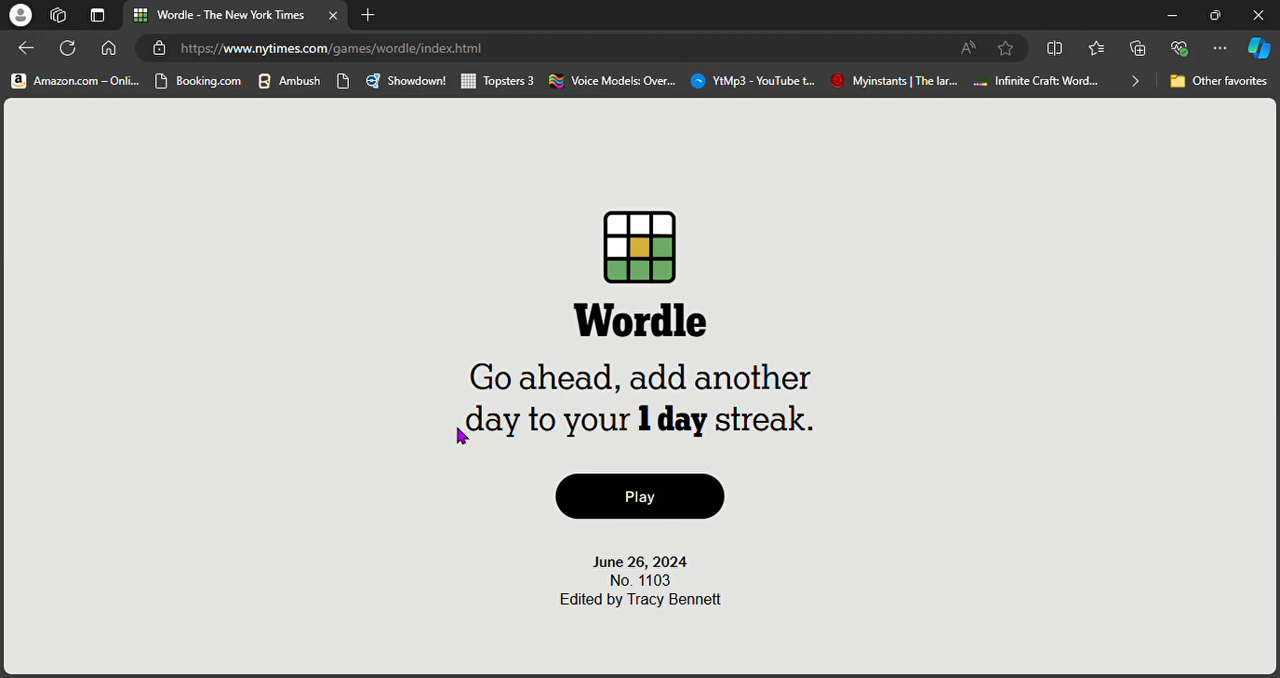 Wordle - The New York Times
https://www.nytimes.com/games/wordle/index.html
Amazon.com – Onli... Booking.com Ambush Showdown! Topsters 3 Voice Models: Over... YtMp3 - YouTube t... Myinstants | The lar... Infinite Craft: Word... Other favorites
Wordle
Go ahead, add another
day to your 1 day streak.
Play
June 26, 2024
No. 1103
Edited by Tracy Bennett